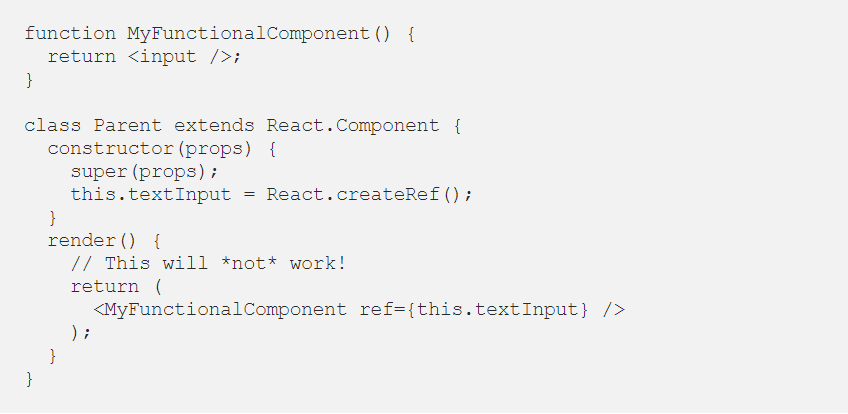 function MyFunctionalComponent() {
  return <input />;
}

class Parent extends React.Component {
  constructor(props) {
    super(props);
    this.textInput = React.createRef();
  }
  render() {
    // This will *not* work!
    return (
      <MyFunctionalComponent ref={this.textInput} />
    );
  }
}